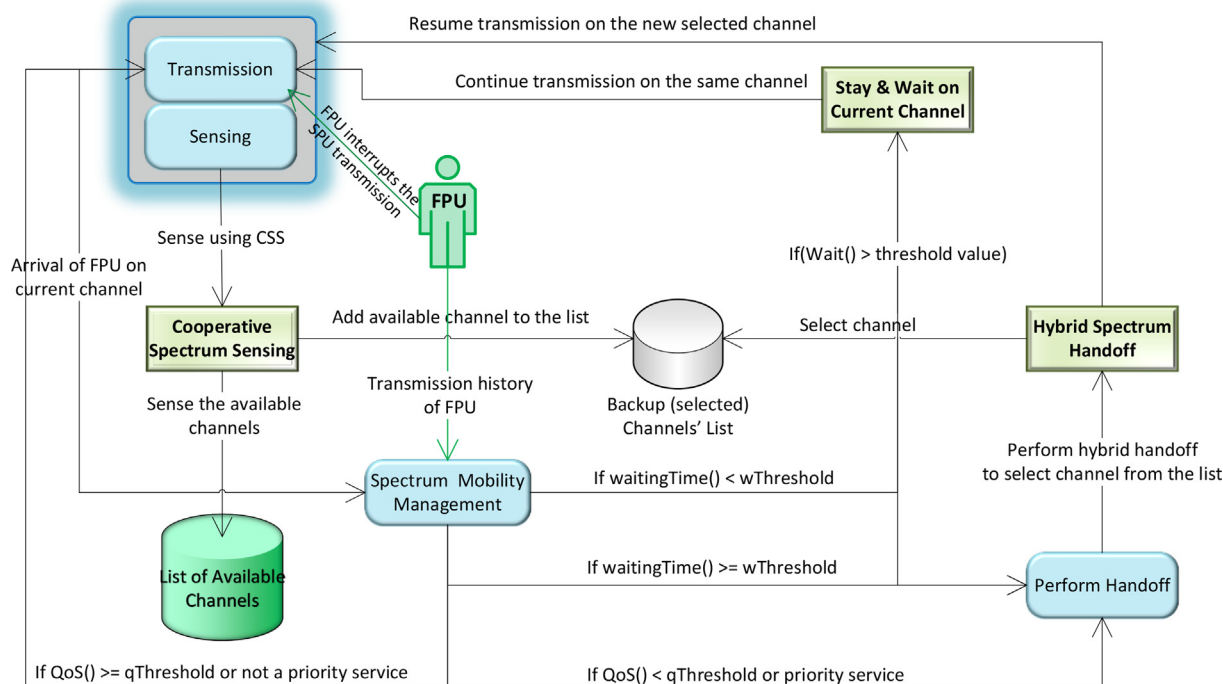 Resume transmission on the new selected channel
Transmission
Continue transmission on the same channel
Stay & Wait on
Current Channel
Sensing
FPU interrupts the
SPU transmission
FPU
Sense using CSS
If(Wait() > threshold value)
Arrival of FPU on
current channel
Cooperative
Spectrum Sensing
Add available channel to the list
Select channel
Hybrid Spectrum
Handoff
Transmission history
of FPU
Backup (selected)
Channels’ List
Sense the available
channels
Perform hybrid handoff
to select channel from the list
Spectrum Mobility
Management
If waitingTime() < wThreshold
List of Available
Channels
If waitingTime() >= wThreshold
Perform Handoff
If QoS() >= qThreshold or not a priority service
If QoS() < qThreshold or priority service